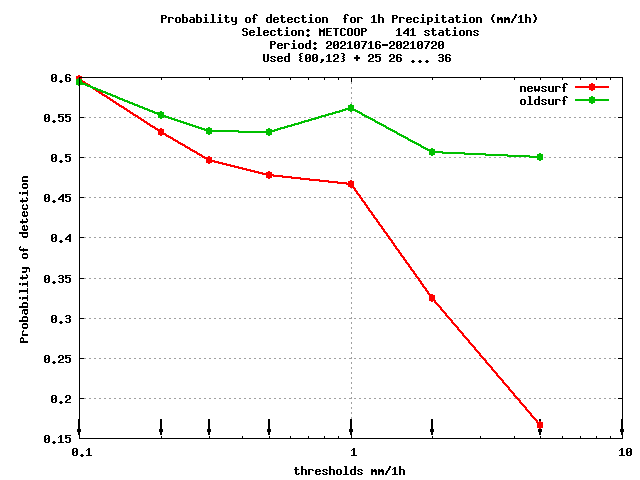 Probability of detection  for 1h Precipitation (mm/1h)
Selection: METCOOP    141 stations
Period: 20210716-20210720
Used {00,12} + 25 26 ... 36
newsurf
oldsurf
0.6
0.55
0.5
0.45
0.4
0.35
0.3
0.25
0.2
0.15
Probability of detection
0.1
1
10
thresholds mm/1h